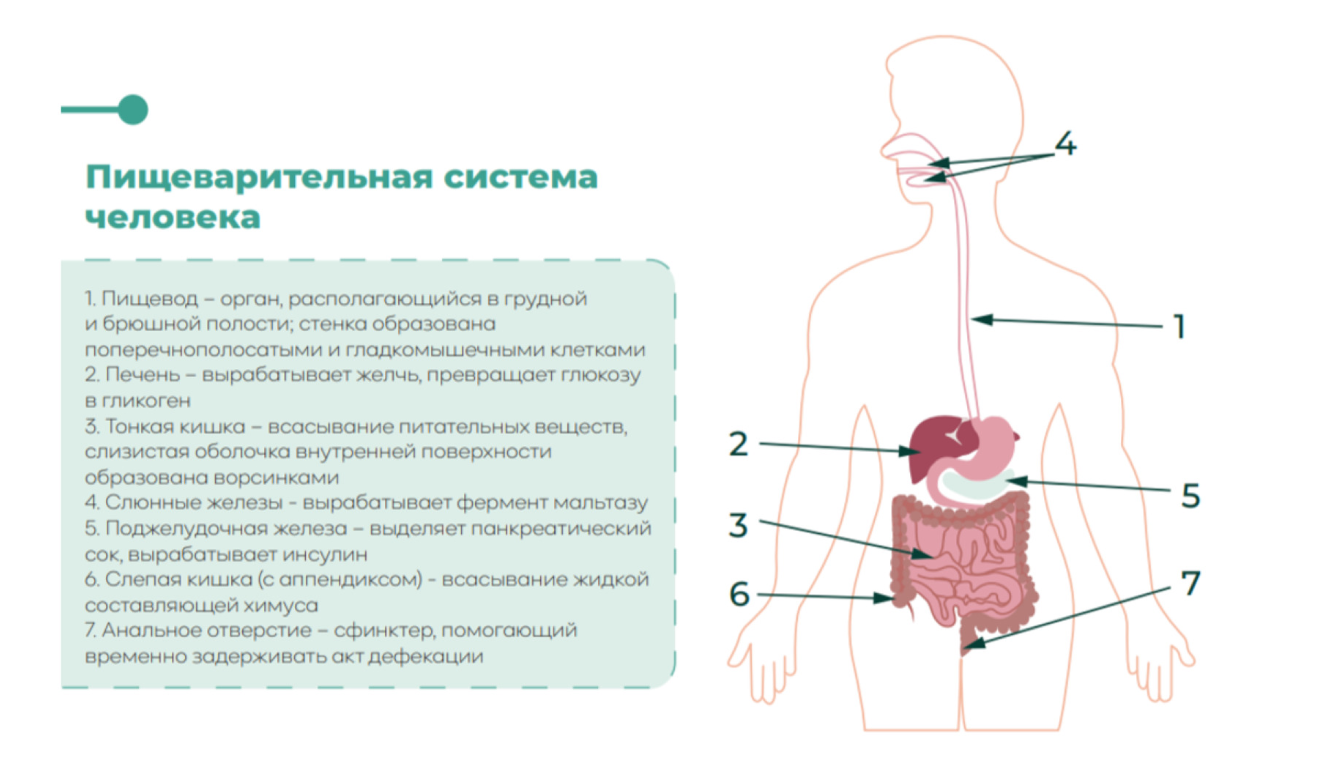 Пищеварительная система
человека
1. Пищевод – орган, располагающийся в грудной
и брюшной полости; стенка образована
поперечнополосатыми и гладкомышечными клетками
2. Печень – вырабатывает желчь, превращает глюкозу
в гликоген
3. Тонкая кишка – всасывание питательных веществ,
слизистая оболочка внутренней поверхности
образована ворсинками
4. Слюнные железы - вырабатывает фермент мальтазу
5. Поджелудочная железа – выделяет панкреатический
сок, вырабатывает инсулин
6. Слепая кишка (с аппендиксом) - всасывание жидкой
составляющей химуса
7. Анальное отверстие – сфинктер, помогающий
временно задерживать акт дефекации
4
1
2
5
3
7
6